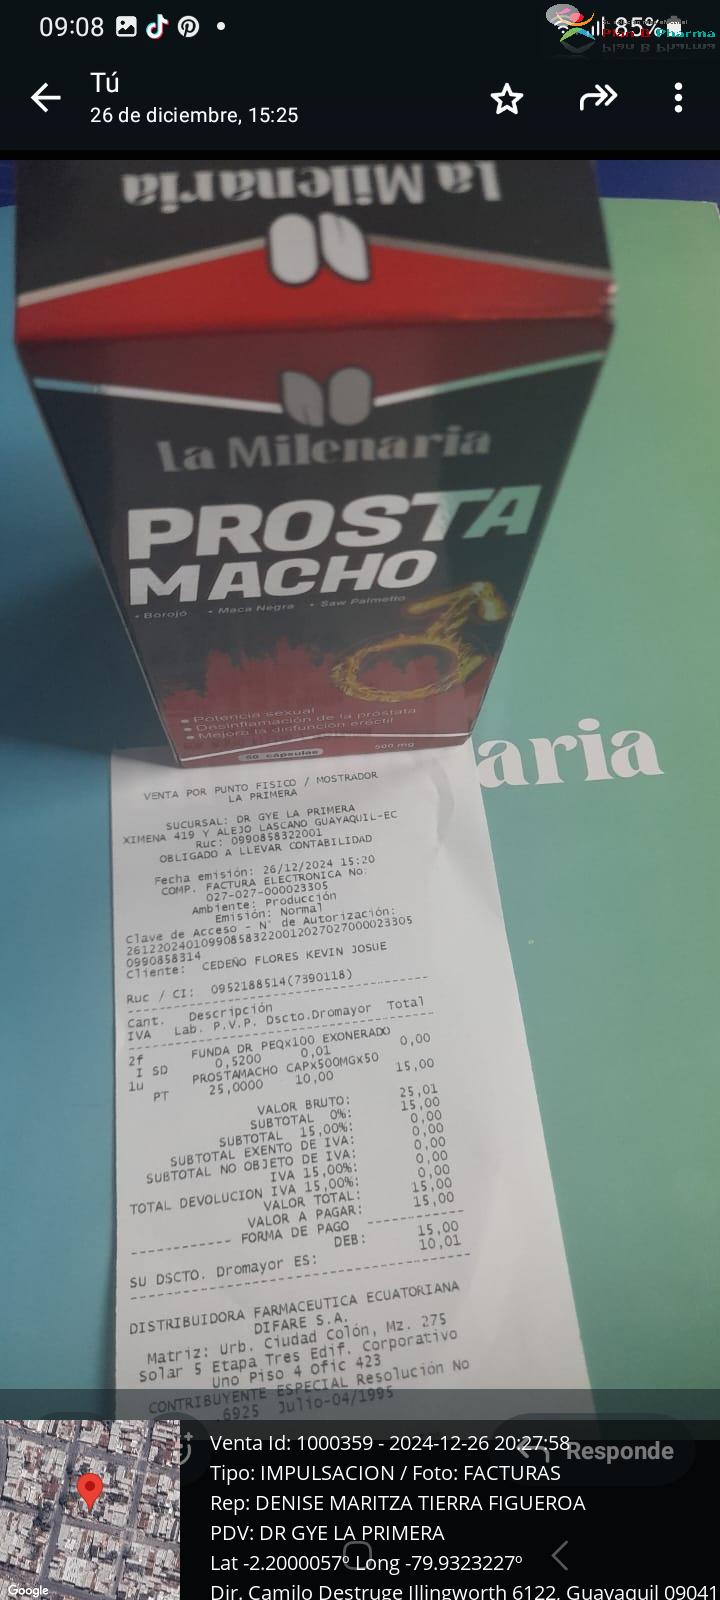 09:08
85%
Plan B Pharma
Tú
26 de diciembre, 15:25
La Milenaria
La Milenaria
PROSTA
MACHO
• Borojó • Maca Negra • Saw Palmetto
• Potencia sexual
• Desinflamación de la próstata
• Mejora la disfunción eréctil
60 cápsulas 500 mg
aria
VENTA POR PUNTO FISICO / MOSTRADOR
LA PRIMERA
SUCURSAL: DR GYE LA PRIMERA
XIMENA 419 Y ALEJO LASCANO GUAYAQUIL-EC
Ruc: 0990858322001
OBLIGADO A LLEVAR CONTABILIDAD
Fecha emisión: 26/12/2024 15:20
COMP. FACTURA ELECTRONICA No:
027-027-000023305
Ambiente: Producción
Emisión: Normal
Clave de Acceso - N° de Autorización:
261220240109908583220012027027000023305
0990858314
Cliente: CEDEÑO FLORES KEVIN JOSUE
Ruc / CI: 0952188514(7390118)
Cant. Descripción
IVA Lab. P.V.P. Dscto.Dromayor Total
2f FUNDA DR PEQX100 EXONERADO
I SD 0,5200 0,01 0,00
1u PROSTAMACHO CAPX500MGX50
PT 25,0000 10,00 15,00
VALOR BRUTO: 25,01
SUBTOTAL 0%: 15,00
SUBTOTAL 15,00%: 0,00
SUBTOTAL EXENTO DE IVA: 0,00
SUBTOTAL NO OBJETO DE IVA: 0,00
IVA 15,00%: 0,00
TOTAL DEVOLUCION IVA 15,00%: 0,00
VALOR TOTAL: 15,00
VALOR A PAGAR: 15,00
----------- FORMA DE PAGO -----------
DEB: 15,00
SU DSCTO. Dromayor ES: 10,01
DISTRIBUIDORA FARMACEUTICA ECUATORIANA
DIFARE S.A.
Matriz: Urb. Ciudad Colón, Mz. 275
Solar 5 Etapa Tres Edif. Corporativo
Uno Piso 4 Ofic 423
CONTRIBUYENTE ESPECIAL Resolución No
.6925 Julio-04/1995
Responde
Venta Id: 1000359 - 2024-12-26 20:27:58
Tipo: IMPULSACION / Foto: FACTURAS
Rep: DENISE MARITZA TIERRA FIGUEROA
PDV: DR GYE LA PRIMERA
Lat -2.2000057º Long -79.9323227º
Dir. Camilo Destruge Illingworth 6122, Guayaquil 09041
Google